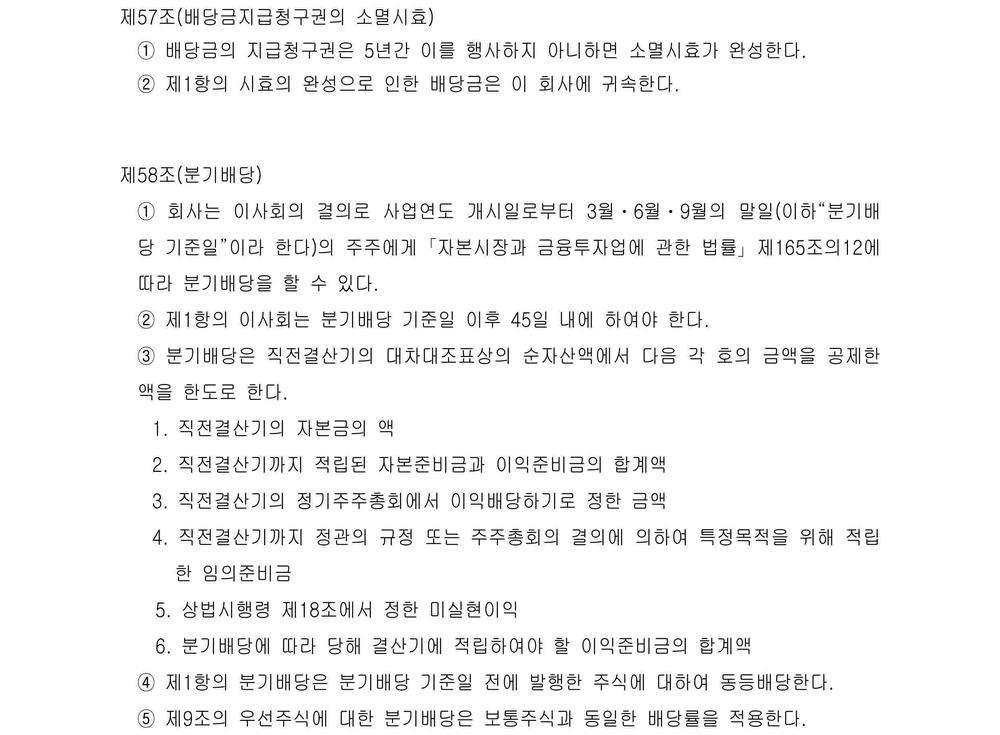 제57조(배당금지급청구권의 소멸시효)
① 배당금의 지급청구권은 5년간 이를 행사하지 아니하면 소멸시효가 완성한다.
② 제1항의 시효의 완성으로 인한 배당금은 이 회사에 귀속한다.
제58조(분기배당)
① 회사는 이사회의 결의로 사업연도 개시일로부터 3월·6월·9월의 말일(이하“분기배
당 기준일”이라 한다)의 주주에게 「자본시장과 금융투자업에 관한 법률」 제165조의12에
따라 분기배당을 할 수 있다.
② 제1항의 이사회는 분기배당 기준일 이후 45일 내에 하여야 한다.
③ 분기배당은 직전결산기의 대차대조표상의 순자산액에서 다음 각 호의 금액을 공제한
액을 한도로 한다.
1. 직전결산기의 자본금의 액
2. 직전결산기까지 적립된 자본준비금과 이익준비금의 합계액
3. 직전결산기의 정기주주총회에서 이익배당하기로 정한 금액
4. 직전결산기까지 정관의 규정 또는 주주총회의 결의에 의하여 특정목적을 위해 적립
한 임의준비금
5. 상법시행령 제18조에서 정한 미실현이익
6. 분기배당에 따라 당해 결산기에 적립하여야 할 이익준비금의 합계액
④ 제1항의 분기배당은 분기배당 기준일 전에 발행한 주식에 대하여 동등배당한다.
⑤ 제9조의 우선주식에 대한 분기배당은 보통주식과 동일한 배당률을 적용한다.